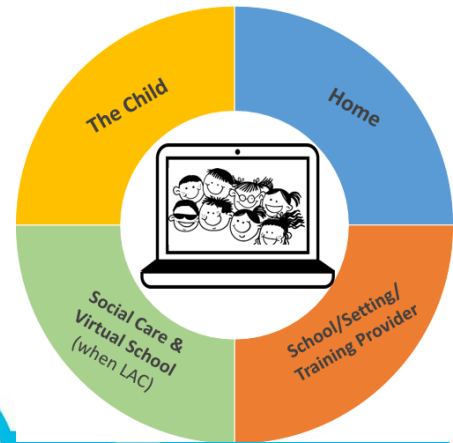 The Child
Home
Social Care &
Virtual School
(when LAC)
School/Setting/
Training Provider